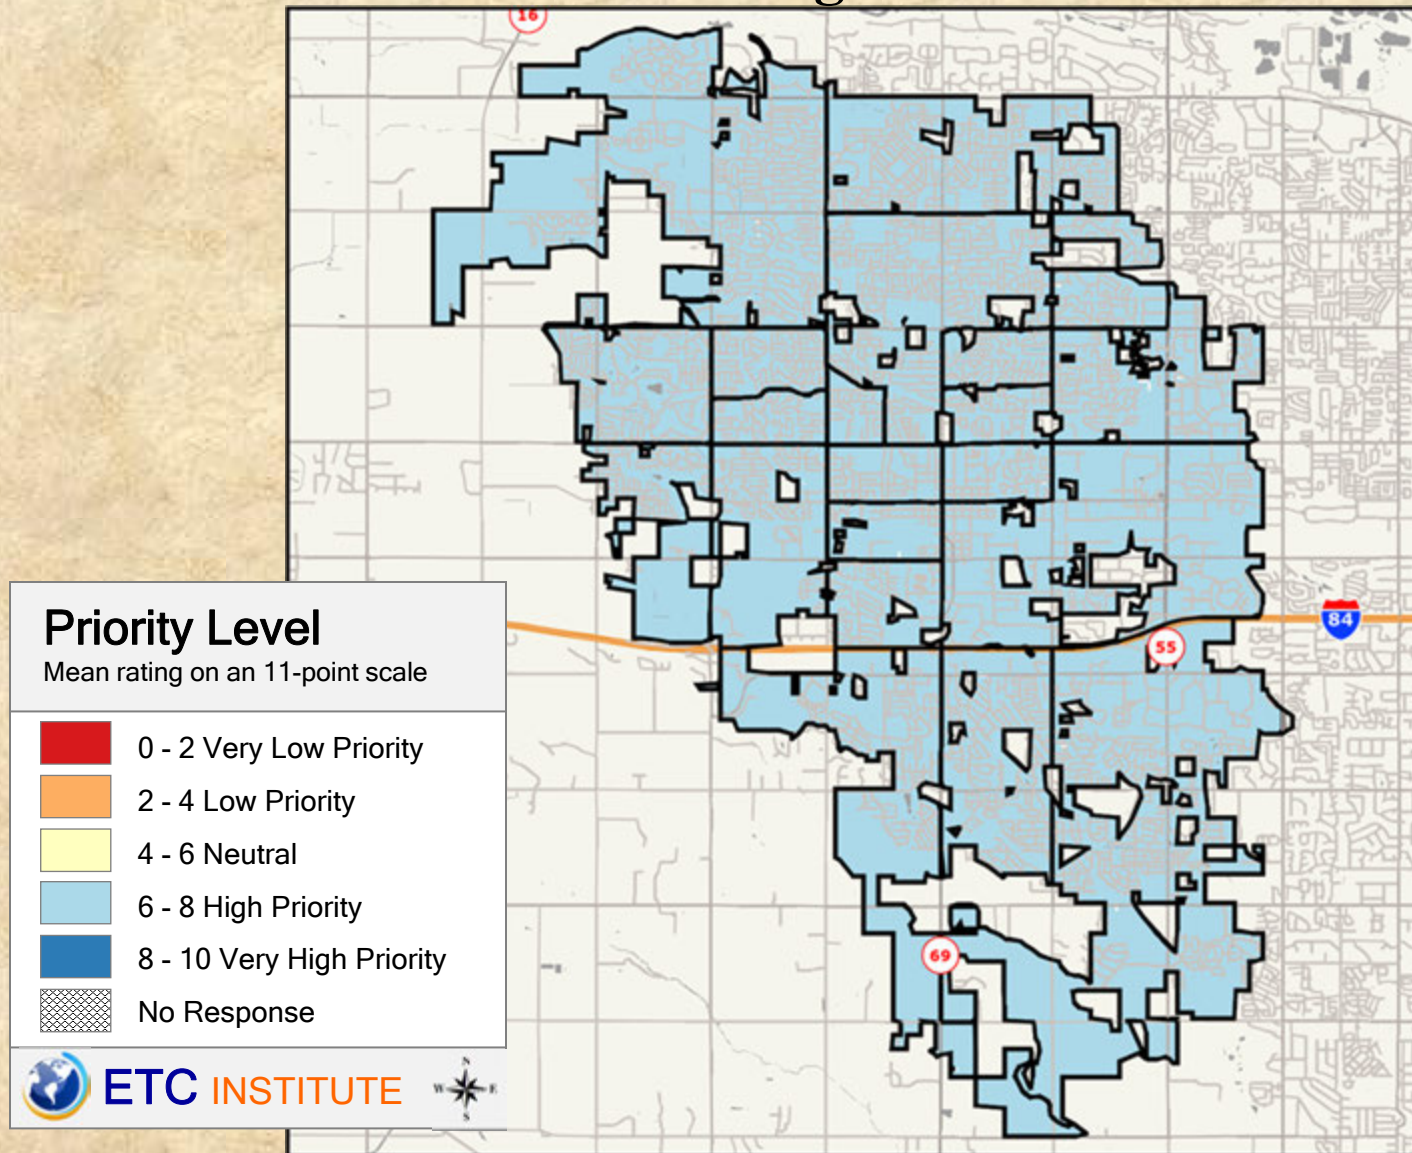 16
84
55
69
Priority Level
Mean rating on an 11-point scale
0 - 2 Very Low Priority
2 - 4 Low Priority
4 - 6 Neutral
6 - 8 High Priority
8 - 10 Very High Priority
No Response
ETC INSTITUTE
N
W E
S